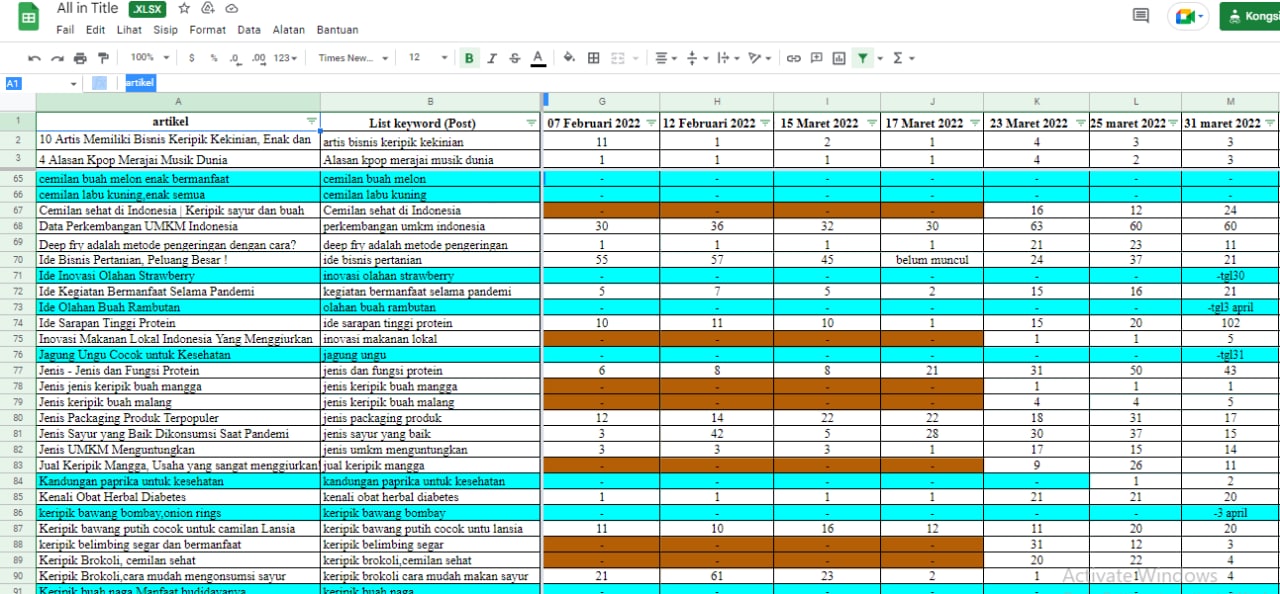 All in Title .XLSX
Fail Edit Lihat Sisip Format Data Alatan Bantuan
Kongsi
100% $ % .0 .00 123 Times New... 12 B I S A Σ
A1 fx artikel
A B G H I J K L M
1 artikel List keyword (Post) 07 Februari 2022 12 Februari 2022 15 Maret 2022 17 Maret 2022 23 Maret 2022 25 maret 2022 31 maret 2022
2 10 Artis Memiliki Bisnis Keripik Kekinian, Enak dan artis bisnis keripik kekinian 11 1 2 1 4 3 3
3 4 Alasan Kpop Merajai Musik Dunia Alasan kpop merajai musik dunia 1 1 1 1 4 2 3
65 cemilan buah melon enak bermanfaat cemilan buah melon - - - - - - -
66 cemilan labu kuning,enak semua cemilan labu kuning - - - - - - -
67 Cemilan sehat di Indonesia | Keripik sayur dan buah Cemilan sehat di Indonesia - - - - 16 12 24
68 Data Perkembangan UMKM Indonesia perkembangan umkm indonesia 30 36 32 30 63 60 60
69 Deep fry adalah metode pengeringan dengan cara? deep fry adalah metode pengeringan 1 1 1 1 21 23 11
70 Ide Bisnis Pertanian, Peluang Besar ! ide bisnis pertanian 55 57 45 belum muncul 24 37 21
71 Ide Inovasi Olahan Strawberry inovasi olahan strawberry - - - - - - -tgl30
72 Ide Kegiatan Bermanfaat Selama Pandemi kegiatan bermanfaat selama pandemi 5 7 5 2 15 16 21
73 Ide Olahan Buah Rambutan olahan buah rambutan - - - - - - -tgl3 april
74 Ide Sarapan Tinggi Protein ide sarapan tinggi protein 10 11 10 1 15 20 102
75 Inovasi Makanan Lokal Indonesia Yang Menggiurkan inovasi makanan lokal - - - - 1 1 5
76 Jagung Ungu Cocok untuk Kesehatan jagung ungu - - - - - - -tgl31
77 Jenis - Jenis dan Fungsi Protein jenis dan fungsi protein 6 8 8 21 31 50 43
78 Jenis jenis keripik buah mangga jenis keripik buah mangga - - - - 1 1 1
79 Jenis keripik buah malang jenis keripik buah malang - - - - 4 4 5
80 Jenis Packaging Produk Terpopuler jenis packaging produk 12 14 22 22 18 31 17
81 Jenis Sayur yang Baik Dikonsumsi Saat Pandemi jenis sayur yang baik 3 42 5 28 30 37 15
82 Jenis UMKM Menguntungkan jenis umkm menguntungkan 3 3 3 1 17 15 14
83 Jual Keripik Mangga, Usaha yang sangat menggiurkan! jual keripik mangga - - - - 9 26 11
84 Kandungan paprika untuk kesehatan kandungan paprika untuk kesehatan - - - - - 1 2
85 Kenali Obat Herbal Diabetes kenali obat herbal diabetes 1 1 1 1 21 21 20
86 keripik bawang bombay,onion rings keripik bawang bombay - - - - - - -3 april
87 Keripik bawang putih cocok untuk camilan Lansia keripik bawang putih cocok untu lansia 11 10 16 12 11 20 20
88 keripik belimbing segar dan bermanfaat keripik belimbing segar - - - - 31 12 3
89 Keripik Brokoli, cemilan sehat keripik brokoli,cemilan sehat - - - - 20 22 4
90 Keripik Brokoli,cara mudah mengonsumsi sayur keripik brokoli cara mudah makan sayur 21 61 23 2 1 1 4
91 Keripik buah naga Manfaat budidayanya keripik buah naga
Activate Windows